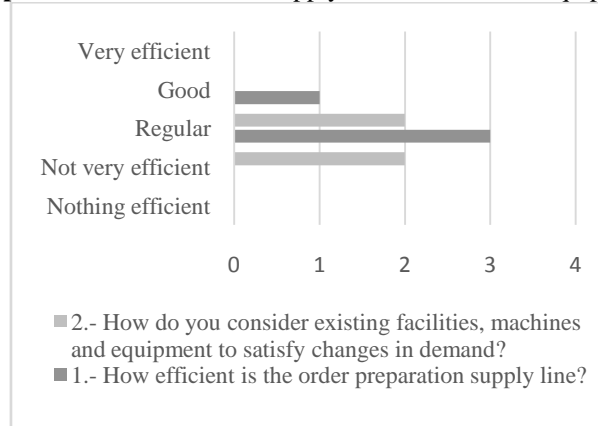 Very efficient
Good
Regular
Not very efficient
Nothing efficient
0 1 2 3 4
2.- How do you consider existing facilities, machines
and equipment to satisfy changes in demand?
1.- How efficient is the order preparation supply line?